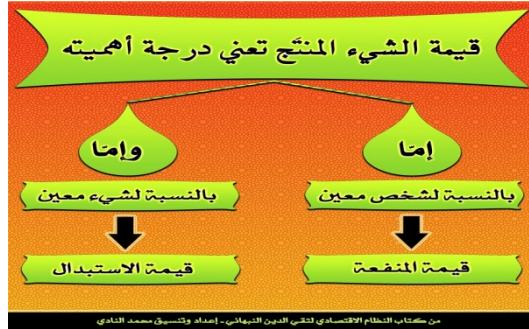 قيمة الشيء المنتَج تعني درجة أهميته
إمّا
وإمّا
بالنسبة لشخص معين
بالنسبة لشيء معين
قيمة المنفعة
قيمة الاستبدال
من كتاب النظام الاقتصادي لتقي الدين النبهاني - إعداد وتنسيق محمد النادي